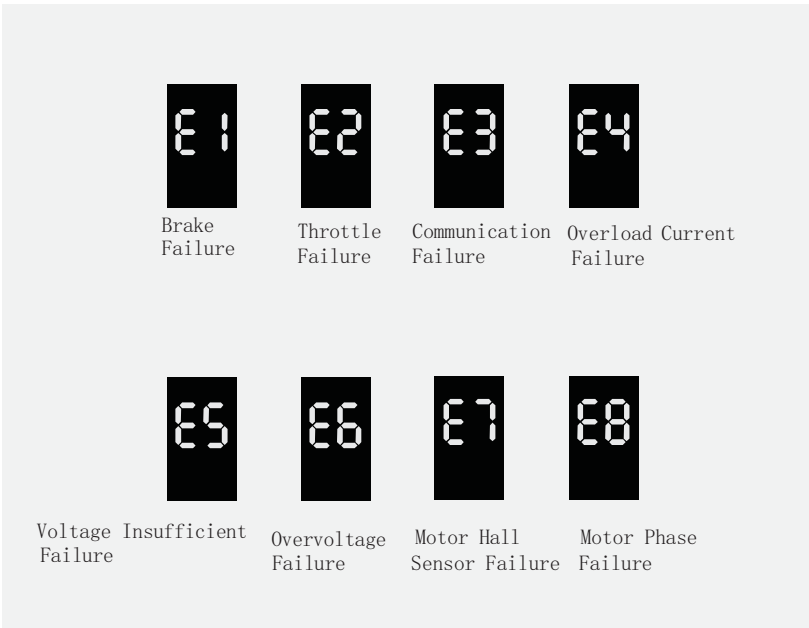 E1
E2
E3
E4
Brake
Failure
Throttle
Failure
Communication
Failure
Overload Current
Failure
E5
E6
E7
E8
Voltage Insufficient
Failure
Overvoltage
Failure
Motor Hall
Sensor Failure
Motor Phase
Failure